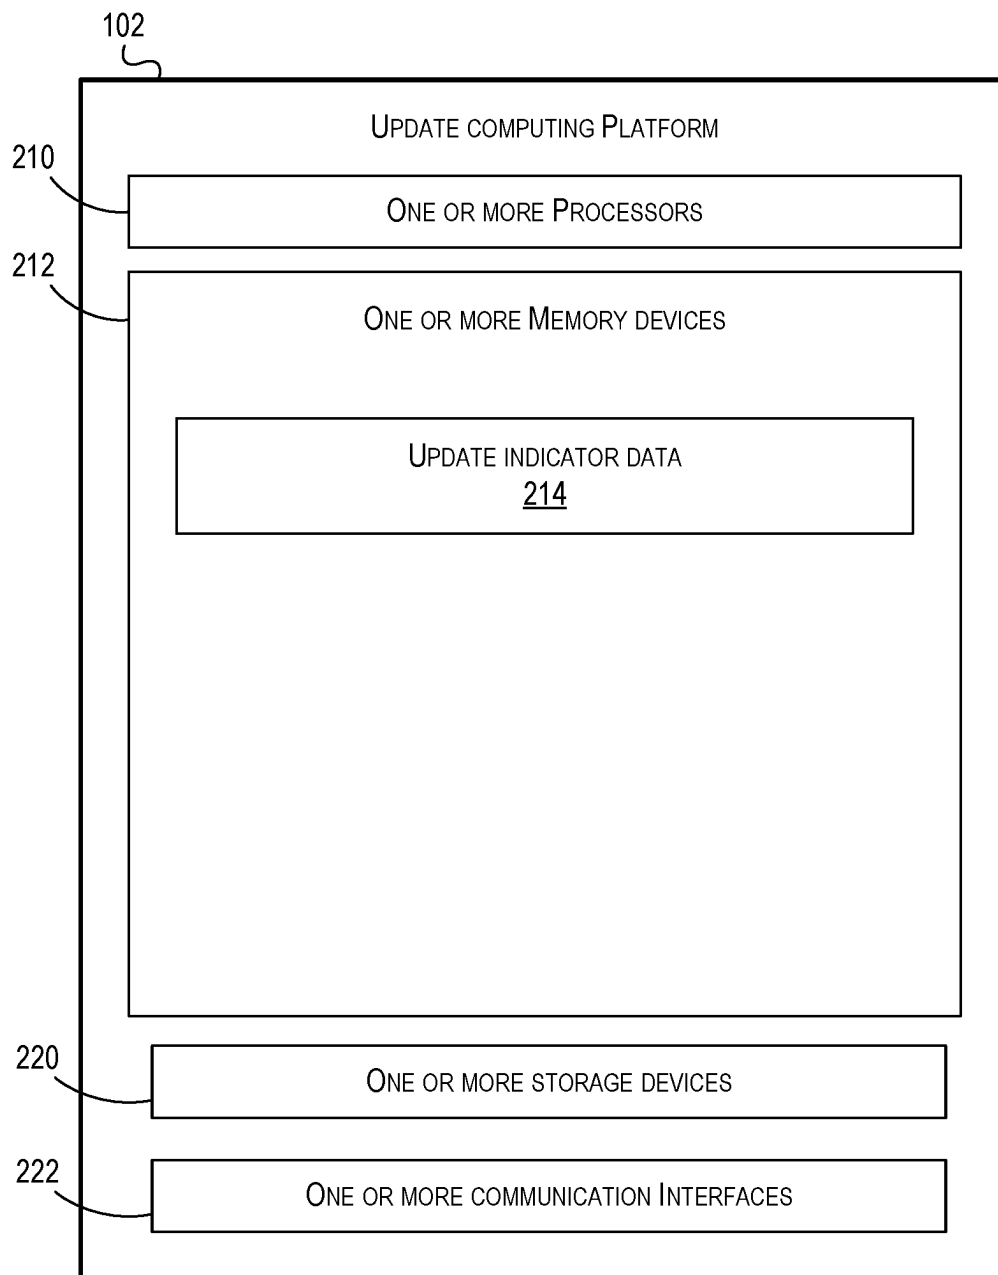 102
Update computing Platform
210
One or more Processors
212
One or more Memory devices
Update indicator data
214
220
One or more storage devices
222
One or more communication Interfaces